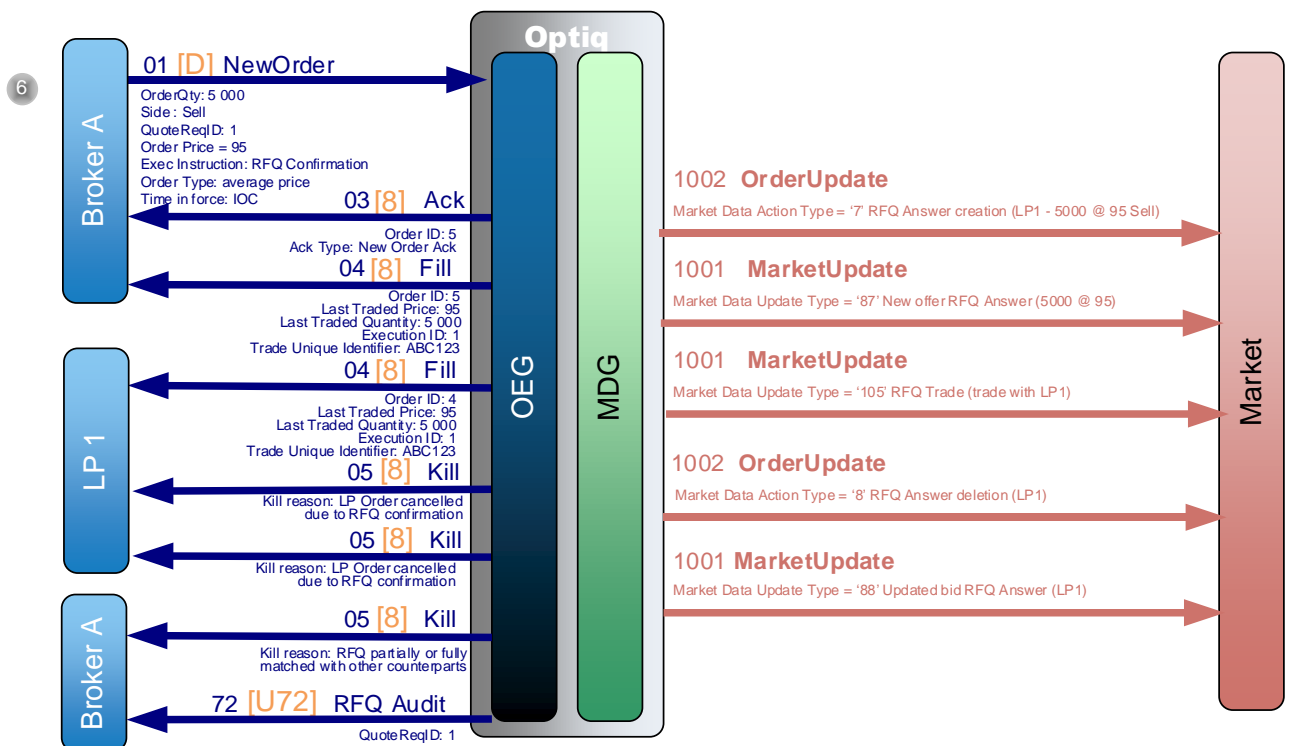 Optiq
6
Broker A
01 [D] NewOrder
OrderQty: 5 000
Side : Sell
QuoteReqID: 1
Order Price = 95
Exec Instruction: RFQ Confirmation
Order Type: average price
Time in force: IOC
03 [8] Ack
Order ID: 5
Ack Type: New Order Ack
04 [8] Fill
Order ID: 5
Last Traded Price: 95
Last Traded Quantity: 5 000
Execution ID: 1
Trade Unique Identifier: ABC123
LP 1
04 [8] Fill
Order ID: 4
Last Traded Price: 95
Last Traded Quantity: 5 000
Execution ID: 1
Trade Unique Identifier: ABC123
05 [8] Kill
Kill reason: LP Order cancelled
due to RFQ confirmation
05 [8] Kill
Kill reason: LP Order cancelled
due to RFQ confirmation
Broker A
05 [8] Kill
Kill reason: RFQ partially or fully
matched with other counterparts
72 [U72] RFQ Audit
QuoteReqID: 1
OEG
MDG
1002 OrderUpdate
Market Data Action Type = ‘7’ RFQ Answer creation (LP1 - 5000 @ 95 Sell)
1001 MarketUpdate
Market Data Update Type = ‘87’ New offer RFQ Answer (5000 @ 95)
1001 MarketUpdate
Market Data Update Type = ‘105’ RFQ Trade (trade with LP1)
1002 OrderUpdate
Market Data Action Type = ‘8’ RFQ Answer deletion (LP1)
1001 MarketUpdate
Market Data Update Type = ‘88’ Updated bid RFQ Answer (LP1)
Market